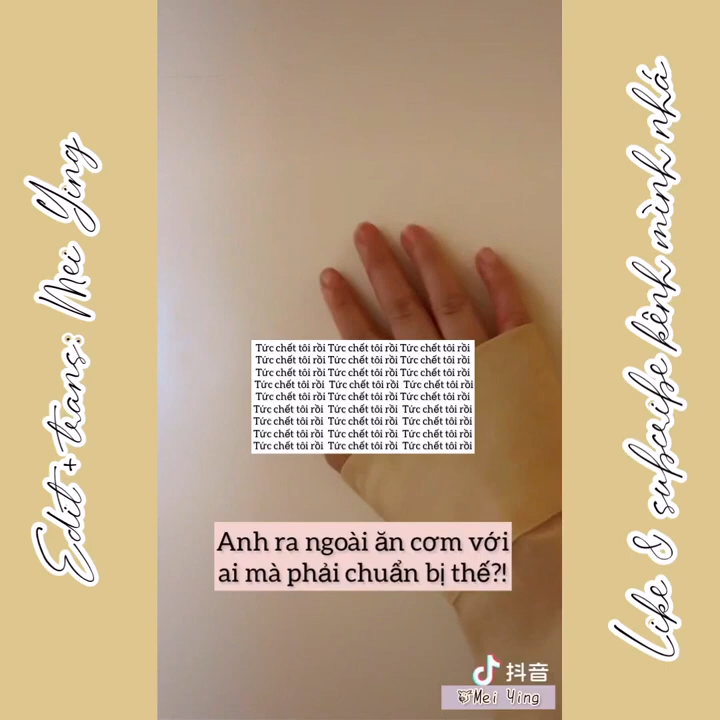 Edit + trans: Mei Ying
Tức chết tôi rồi Tức chết tôi rồi Tức chết tôi rồi
Tức chết tôi rồi Tức chết tôi rồi Tức chết tôi rồi
Tức chết tôi rồi Tức chết tôi rồi Tức chết tôi rồi
Tức chết tôi rồi Tức chết tôi rồi Tức chết tôi rồi
Tức chết tôi rồi Tức chết tôi rồi Tức chết tôi rồi
Tức chết tôi rồi Tức chết tôi rồi Tức chết tôi rồi
Tức chết tôi rồi Tức chết tôi rồi Tức chết tôi rồi
Tức chết tôi rồi Tức chết tôi rồi Tức chết tôi rồi
Tức chết tôi rồi Tức chết tôi rồi Tức chết tôi rồi
Anh ra ngoài ăn cơm với
ai mà phải chuẩn bị thế?!
抖音
Mei Ying
Like & subcribe kênh mình nhá